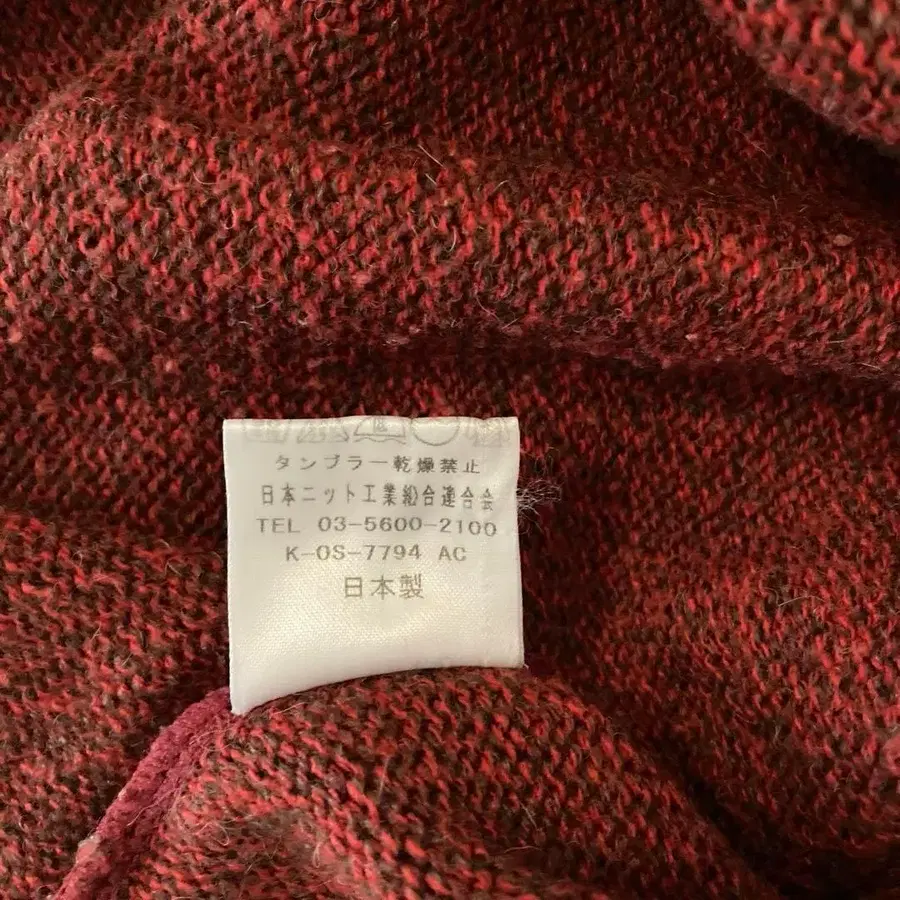 タンブラー乾燥禁止
日本ニット工業組合連合会
TEL 03-5600-2100
K-OS-7794 AC
日本製